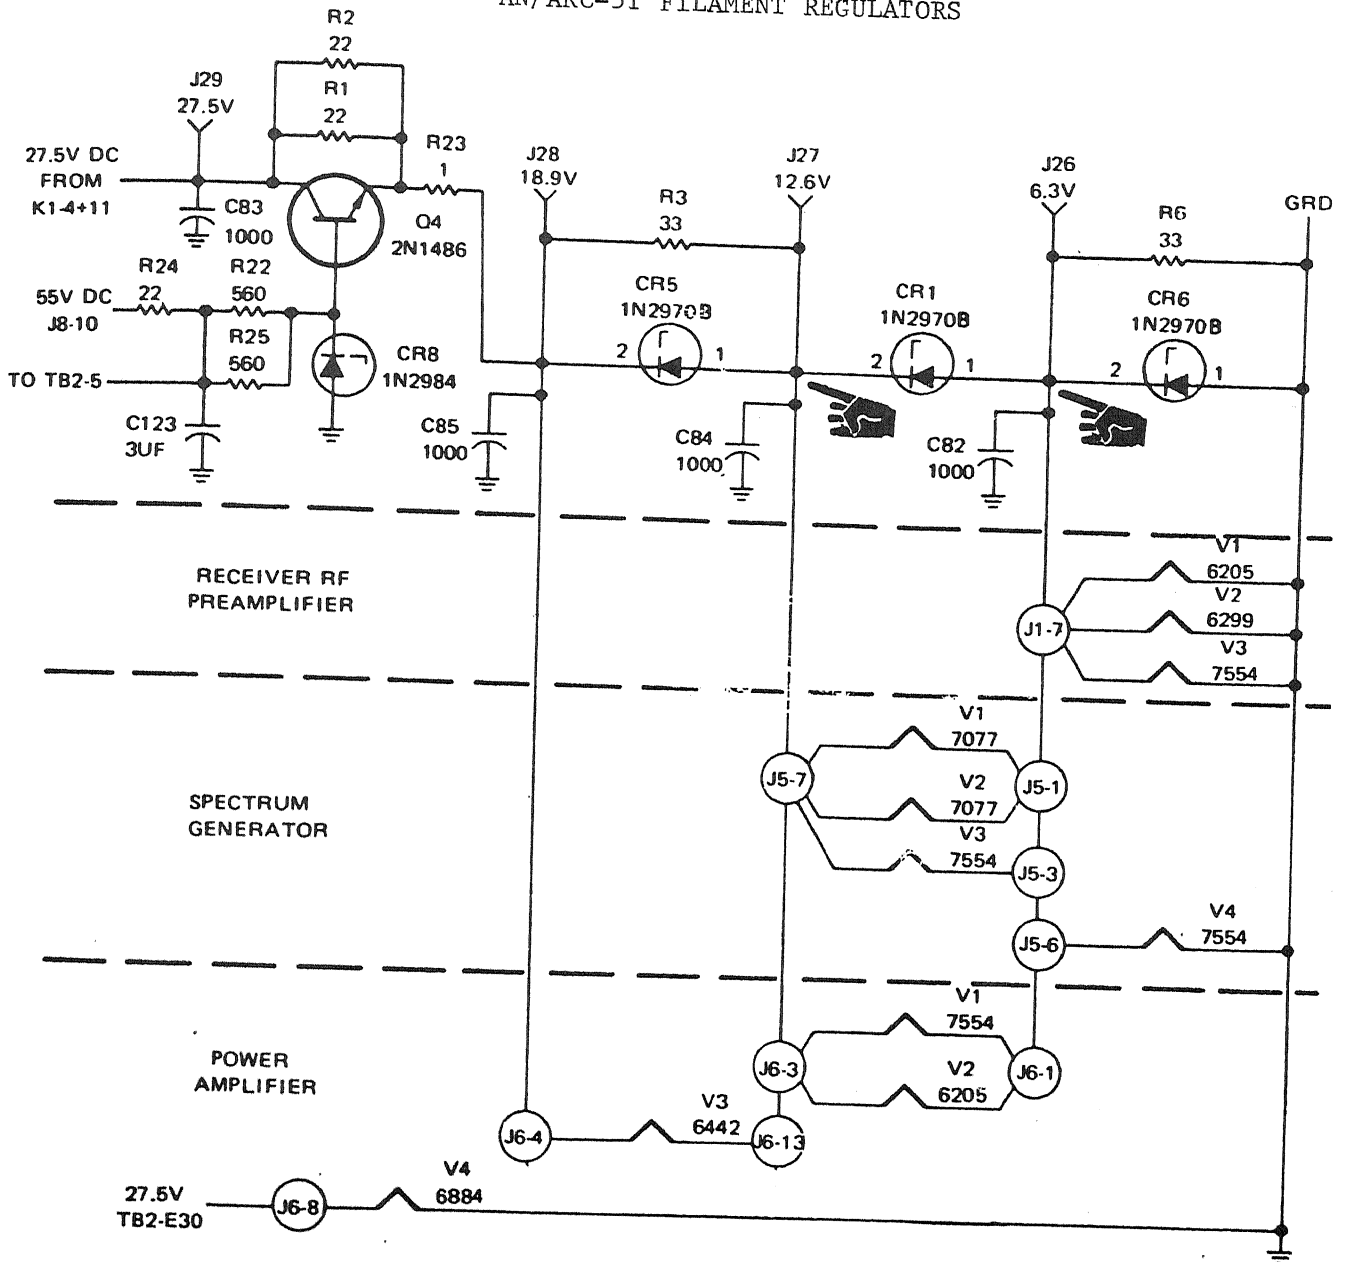 AN/ARC-51 FILAMENT REGULATORS
R2
22
R1
22
J29
27.5V
27.5V DC
FROM
K1-4+11
R23
1
C83
1000
Q4
2N1486
J28
18.9V
R3
33
J27
12.6V
J26
6.3V
R6
33
GRD
R24
22
R22
560
55V DC
J8-10
R25
560
TO TB2-5
C123
3UF
CR8
1N2984
CR5
1N2970B
2
1
CR1
1N2970B
2
1
CR6
1N2970B
2
1
C85
1000
C84
1000
C82
1000
RECEIVER RF
PREAMPLIFIER
J1-7
V1
6205
V2
6299
V3
7554
SPECTRUM
GENERATOR
J5-7
V1
7077
V2
7077
V3
7554
J5-1
J5-3
J5-6
V4
7554
POWER
AMPLIFIER
J6-3
V1
7554
V2
6205
J6-1
J6-4
V3
6442
J6-13
27.5V
TB2-E30
J6-8
V4
6884